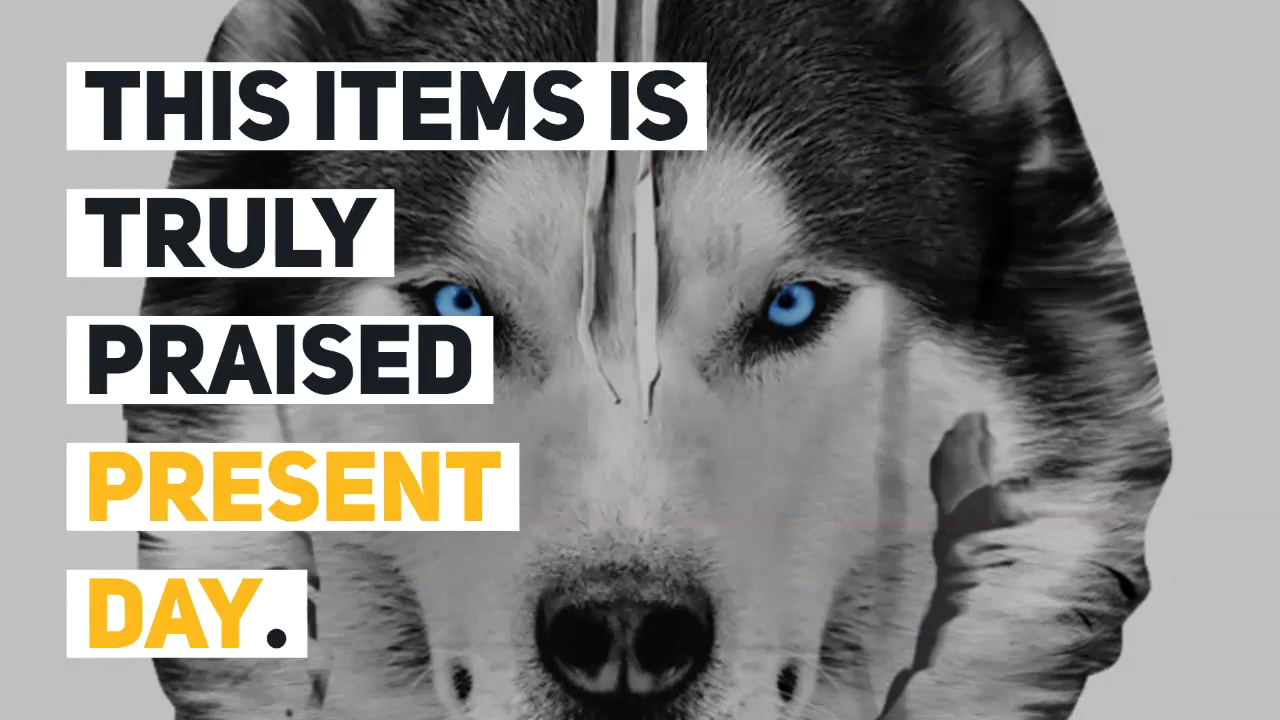 THIS ITEMS IS
TRULY
PRAISED
PRESENT
DAY.